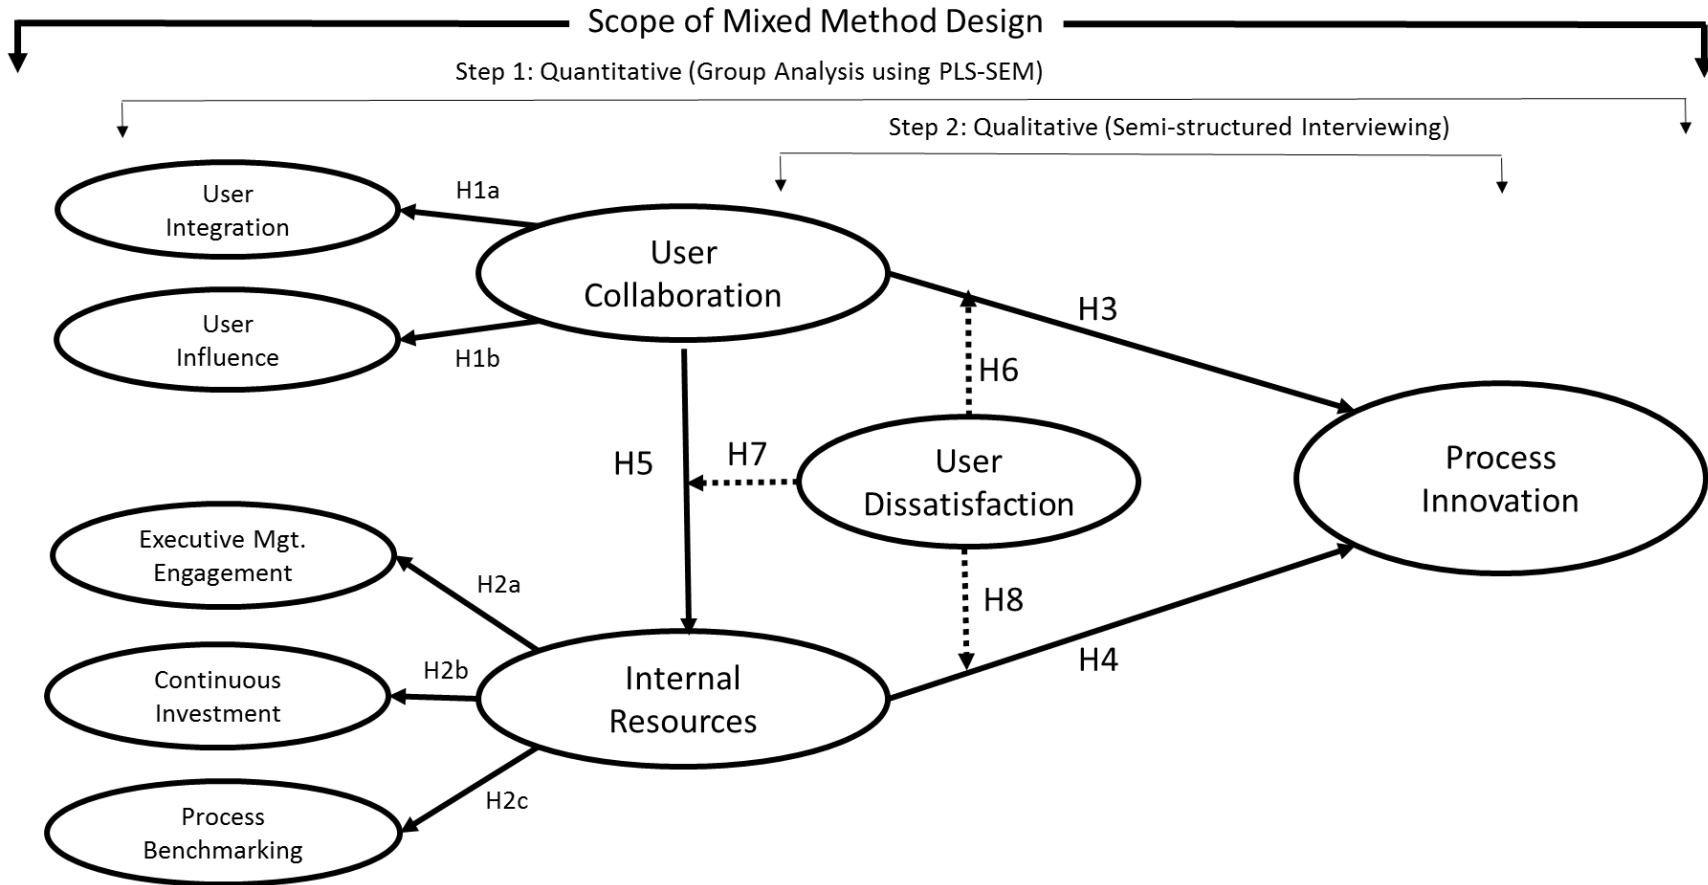 Scope of Mixed Method Design
Step 1: Quantitative (Group Analysis using PLS-SEM)
Step 2: Qualitative (Semi-structured Interviewing)
User
Integration
H1a
User
Collaboration
User
Influence
H1b
H3
H6
H5
H7
User
Dissatisfaction
Process
Innovation
Executive Mgt.
Engagement
H2a
H8
H4
Continuous
Investment
H2b
Internal
Resources
Process
Benchmarking
H2c